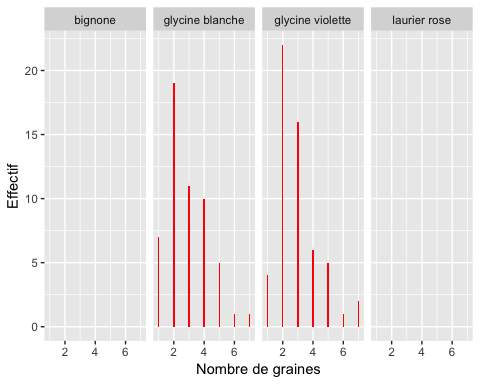 bignone glycine blanche glycine violette laurier rose
Effectif
20
15
10
5
0
2 4 6 2 4 6 2 4 6 2 4 6
Nombre de graines